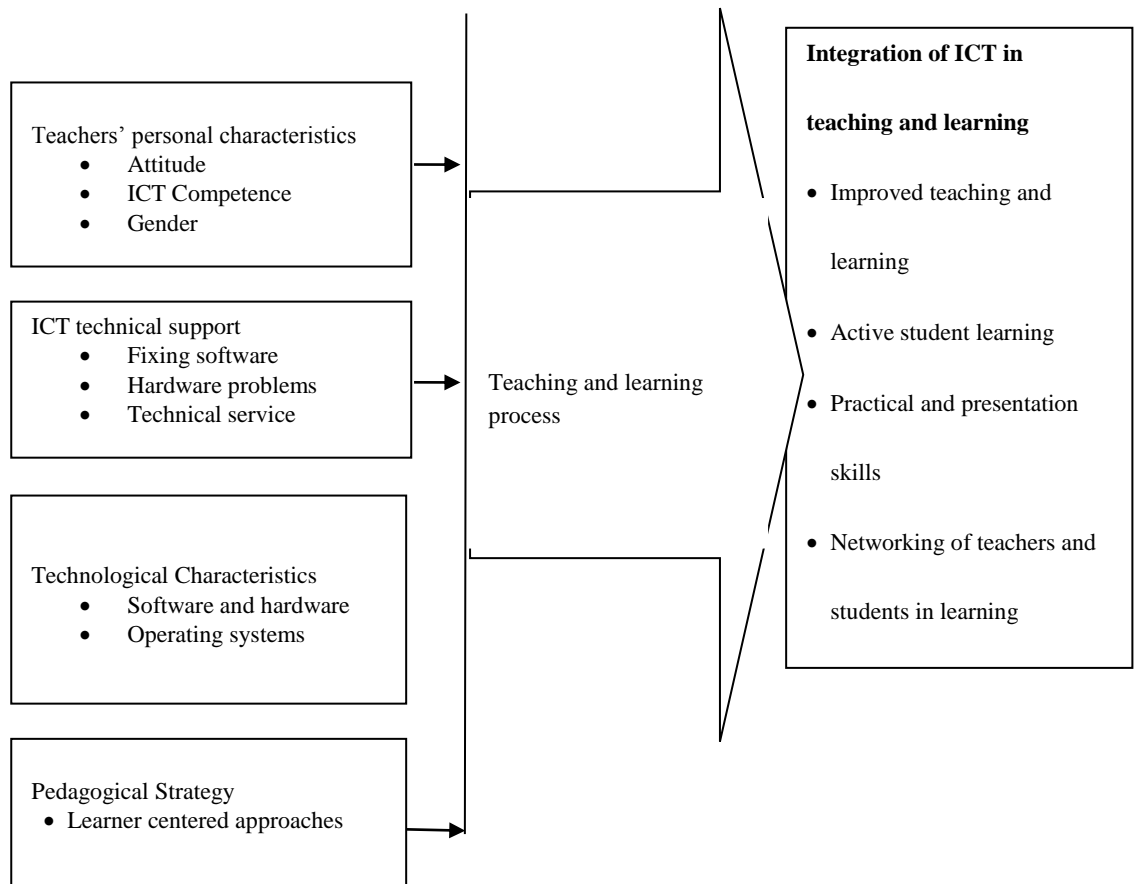 Teachers’ personal characteristics
• Attitude
• ICT Competence
• Gender
ICT technical support
• Fixing software
• Hardware problems
• Technical service
Technological Characteristics
• Software and hardware
• Operating systems
Pedagogical Strategy
• Learner centered approaches
Teaching and learning
process
Integration of ICT in
teaching and learning
• Improved teaching and
learning
• Active student learning
• Practical and presentation
skills
• Networking of teachers and
students in learning